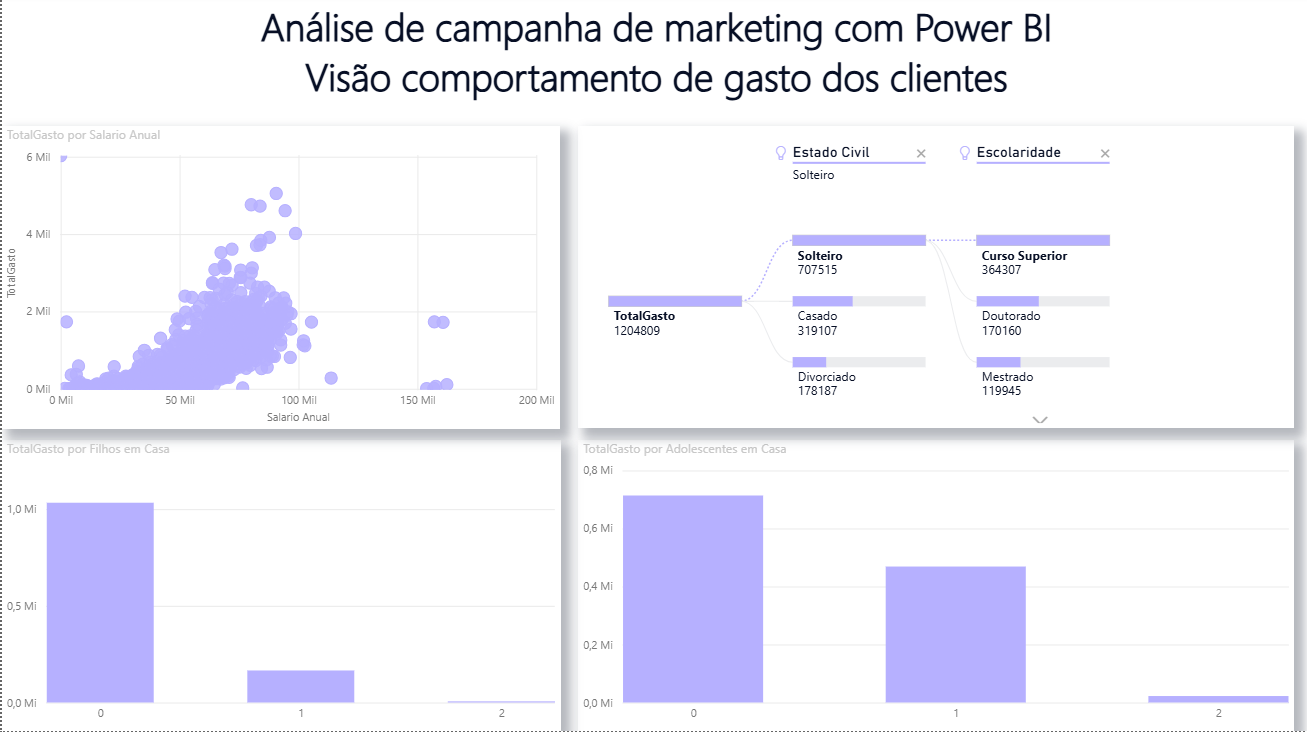 Análise de campanha de marketing com Power BI
Visão comportamento de gasto dos clientes
TotalGasto por Salario Anual
6 Mil
4 Mil
2 Mil
0 Mil
TotalGasto
0 Mil
50 Mil
100 Mil
150 Mil
200 Mil
Salario Anual
Estado Civil
Escolaridade
Solteiro
TotalGasto
1204809
Solteiro
707515
Casado
319107
Divorciado
178187
Curso Superior
364307
Doutorado
170160
Mestrado
119945
TotalGasto por Filhos em Casa
1,0 Mi
0,5 Mi
0,0 Mi
0
1
2
TotalGasto por Adolescentes em Casa
0,8 Mi
0,6 Mi
0,4 Mi
0,2 Mi
0,0 Mi
0
1
2